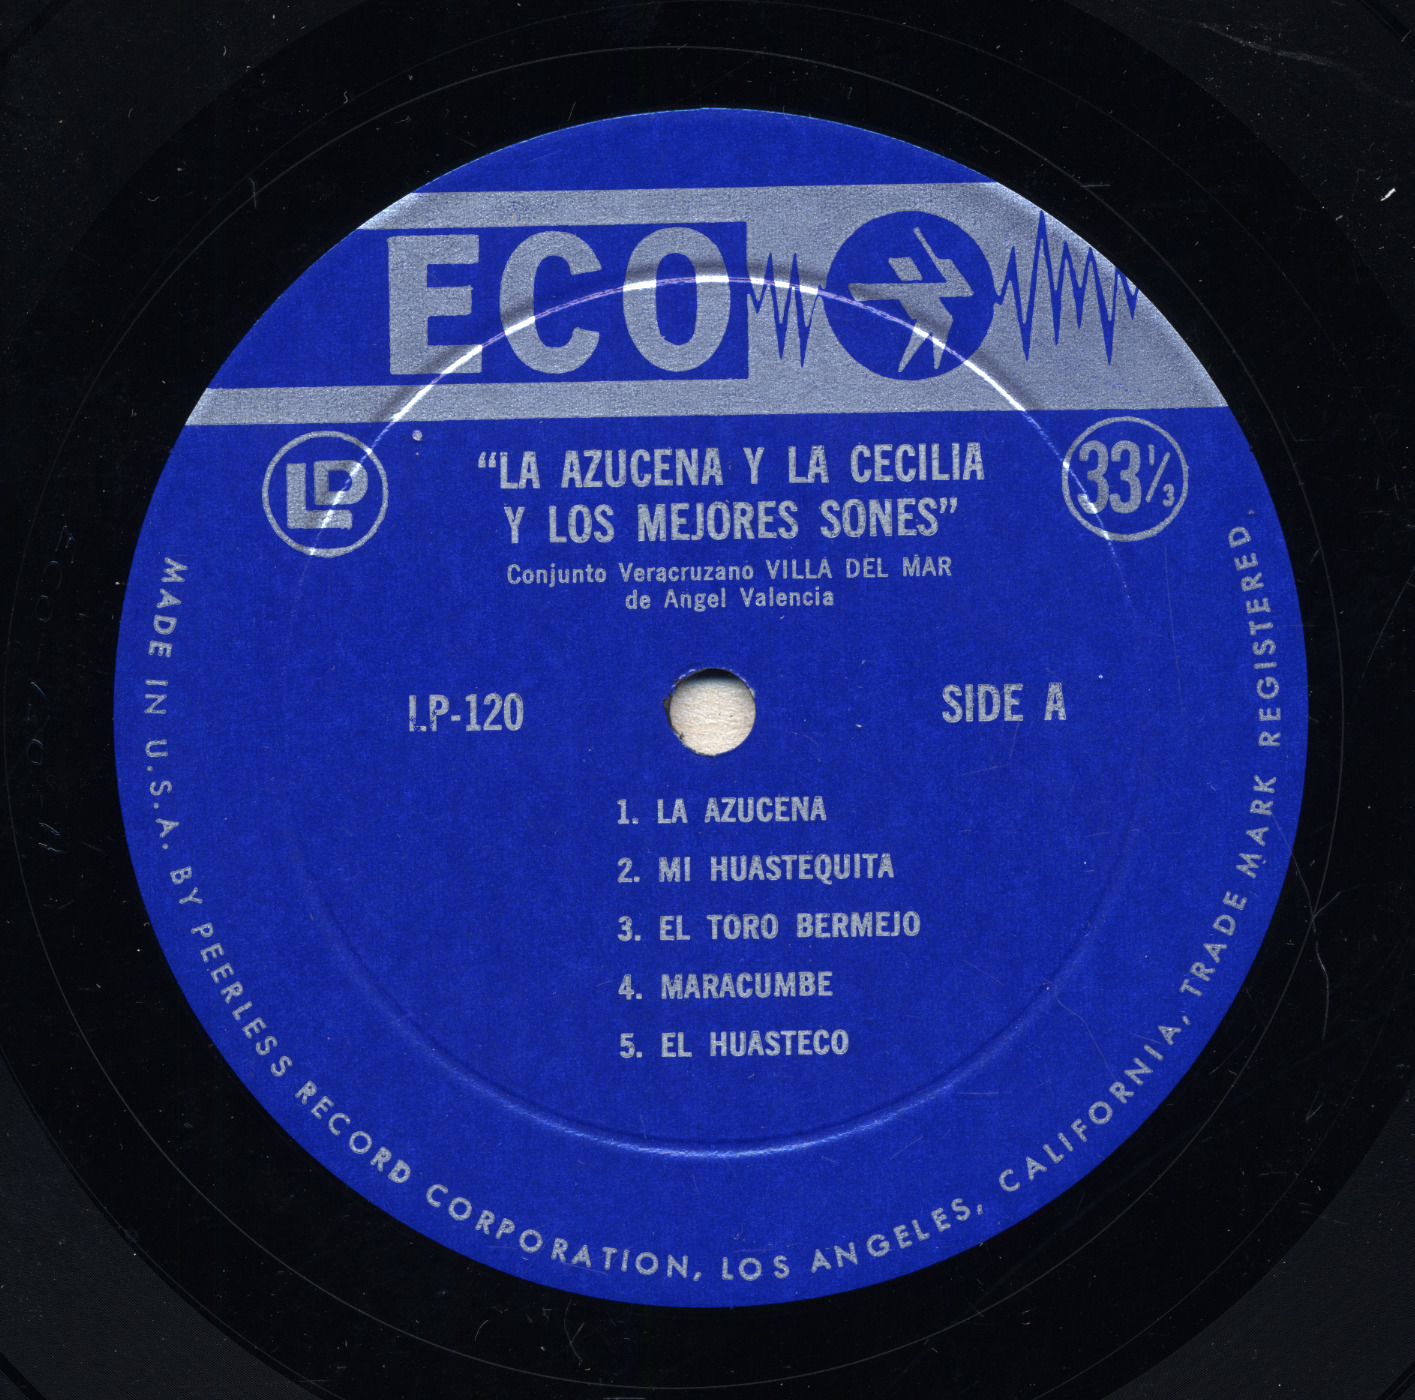 ECO
LP
33⅓
“LA AZUCENA Y LA CECILIA
Y LOS MEJORES SONES”
Conjunto Veracruzano VILLA DEL MAR
de Angel Valencia
LP-120
SIDE A
1. LA AZUCENA
2. MI HUASTEQUITA
3. EL TORO BERMEJO
4. MARACUMBE
5. EL HUASTECO
MADE IN U.S.A. BY PEERLESS RECORD CORPORATION, LOS ANGELES, CALIFORNIA, TRADE MARK REGISTERED.